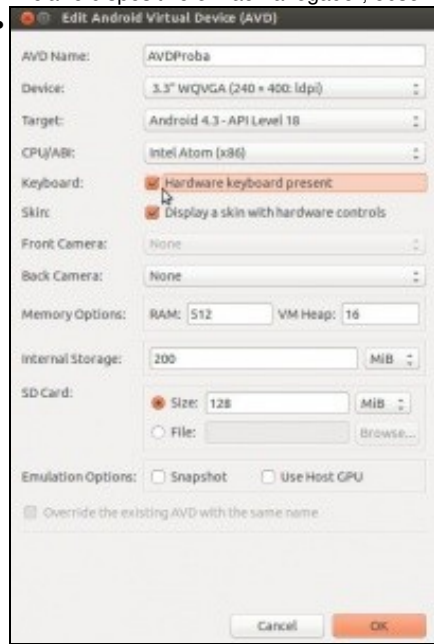 Edit Android Virtual Device (AVD)
AVD Name: AVDProba
Device: 3.3" WQVGA (240 × 400: ldpi)
Target: Android 4.3 - API Level 18
CPU/ABI: Intel Atom (x86)
Keyboard: Hardware keyboard present
Skin: Display a skin with hardware controls
Front Camera: None
Back Camera: None
Memory Options: RAM: 512 VM Heap: 16
Internal Storage: 200 MiB
SD Card: Size: 128 MiB
File: Browse...
Emulation Options: Snapshot Use Host GPU
Override the existing AVD with the same name
Cancel OK